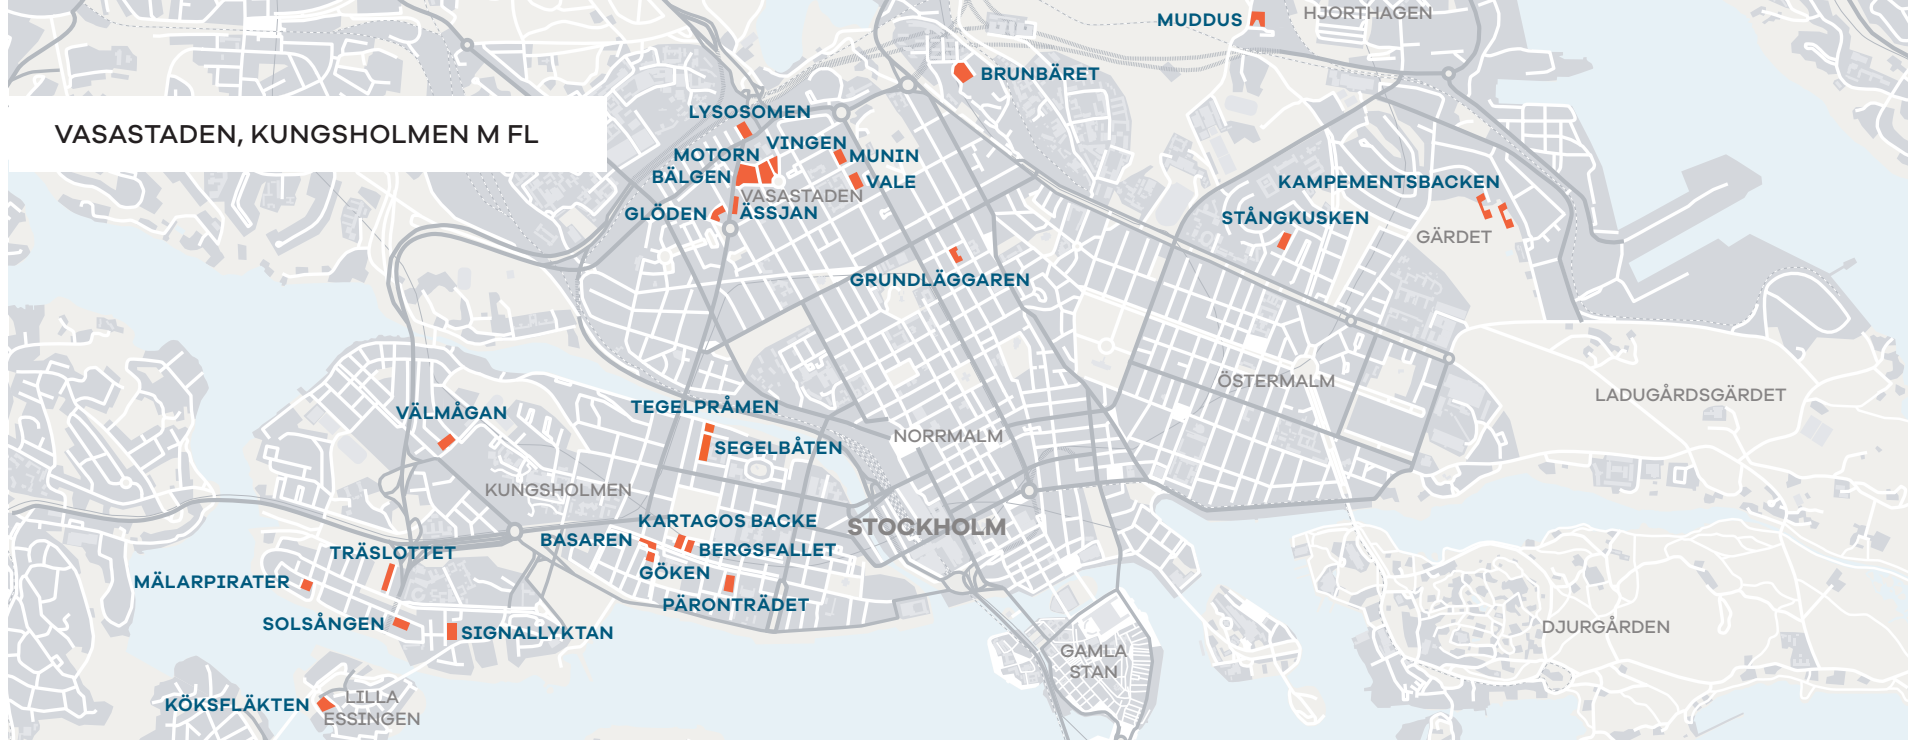 MUDDUS
HJORTHAGEN
BRUNBÄRET
LYSOSOMEN
VASASTADEN, KUNGSHOLMEN M FL
VINGEN
MOTORN
MUNIN
BÄLGEN
VALE
VASASTADEN
KAMPEMENTSBACKEN
GLÖDEN
ÄSSJAN
STÅNGKUSKEN
GÄRDET
GRUNDLÄGGAREN
ÖSTERMALM
LADUGÅRDSGÄRDET
VÄLMÅGAN
TEGELPRÅMEN
NORRMALM
SEGELBÅTEN
KUNGSHOLMEN
KARTAGOS BACKE
STOCKHOLM
BASAREN
BERGSFALLET
TRÄSLOTTET
GÖKEN
MÄLARPIRATER
PÄRONTRÄDET
SOLSÅNGEN
SIGNALLYKTAN
DJURGÅRDEN
GAMLA
STAN
KÖKSFLÄKTEN
LILLA
ESSINGEN